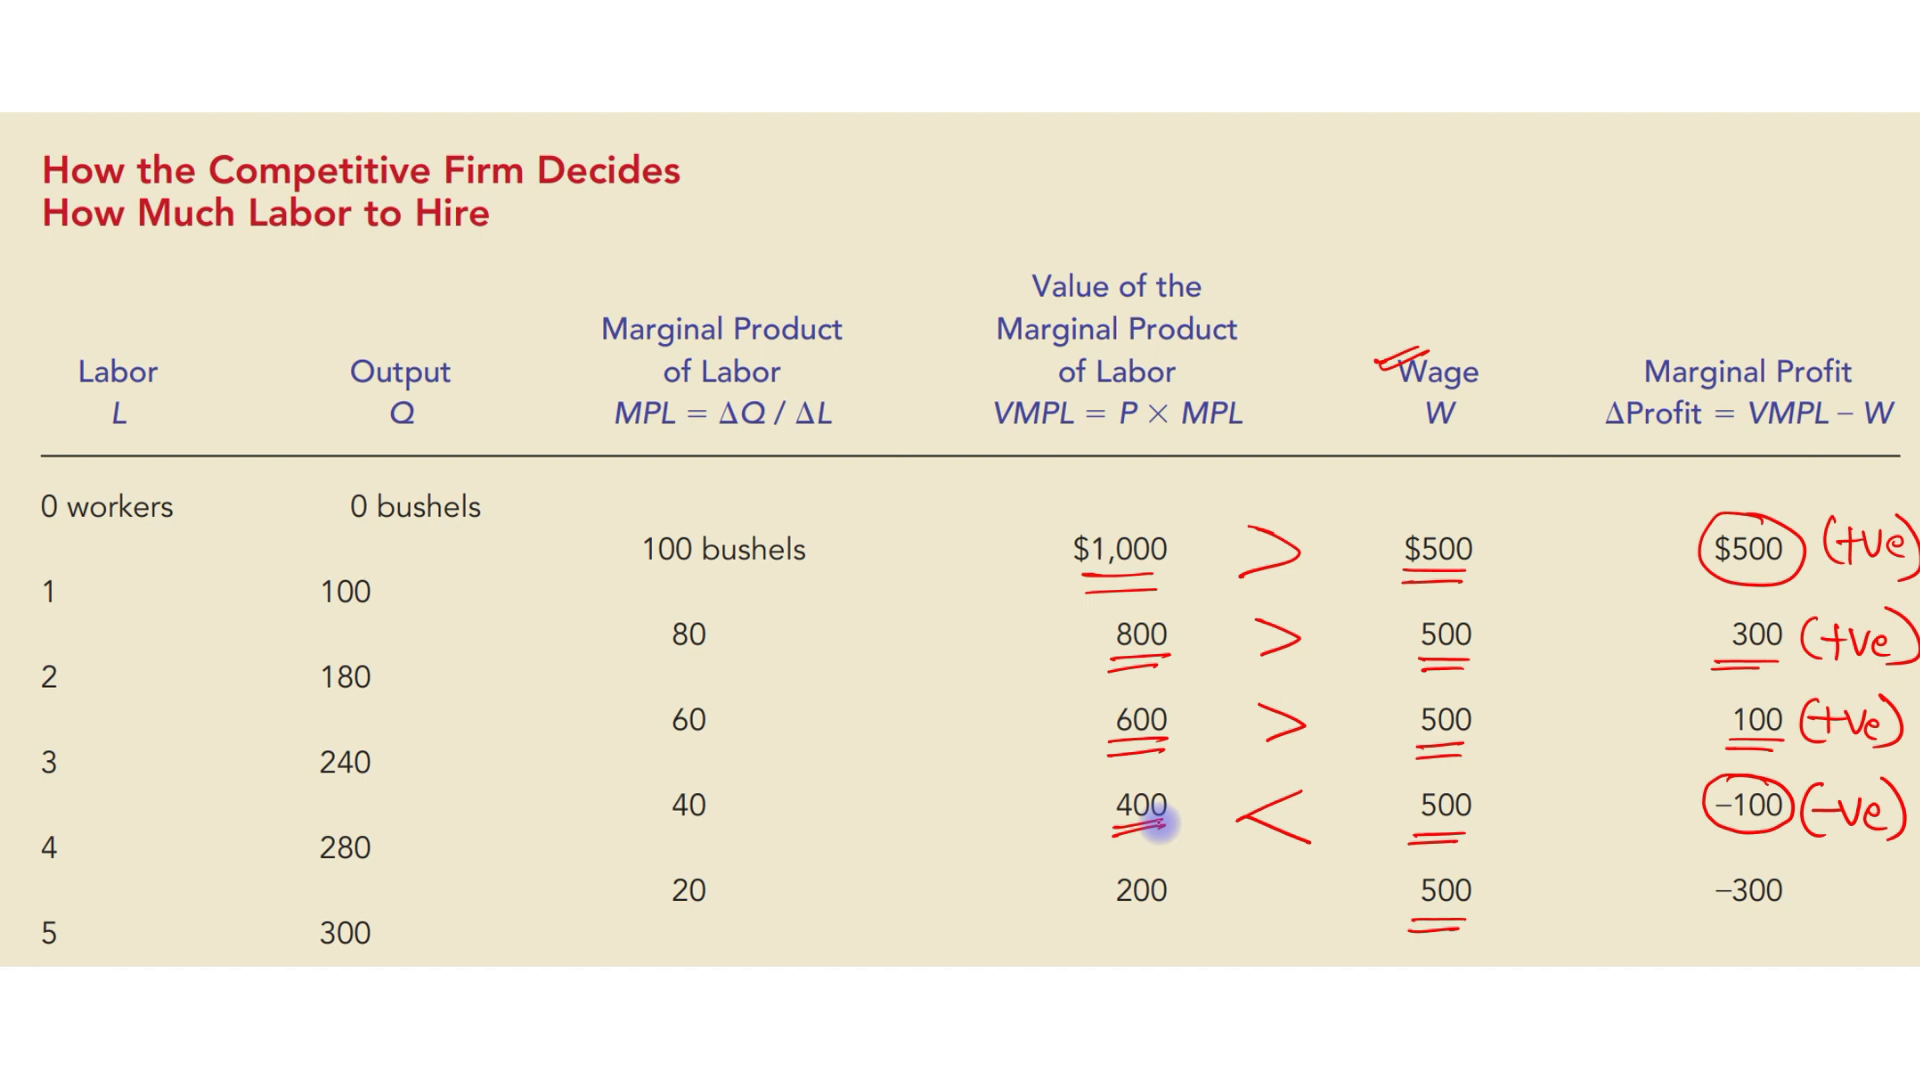 How the Competitive Firm Decides
How Much Labor to Hire
Value of the
Marginal Product Marginal Product
Labor Output of Labor of Labor Wage Marginal Profit
L Q MPL = ΔQ / ΔL VMPL = P × MPL W ΔProfit = VMPL – W
0 workers 0 bushels
100 bushels $1,000 > $500 $500 (+ve)
1 100
80 800 > 500 300 (+ve)
2 180
60 600 > 500 100 (+ve)
3 240
40 400 < 500 –100 (-ve)
4 280
20 200 500 –300
5 300